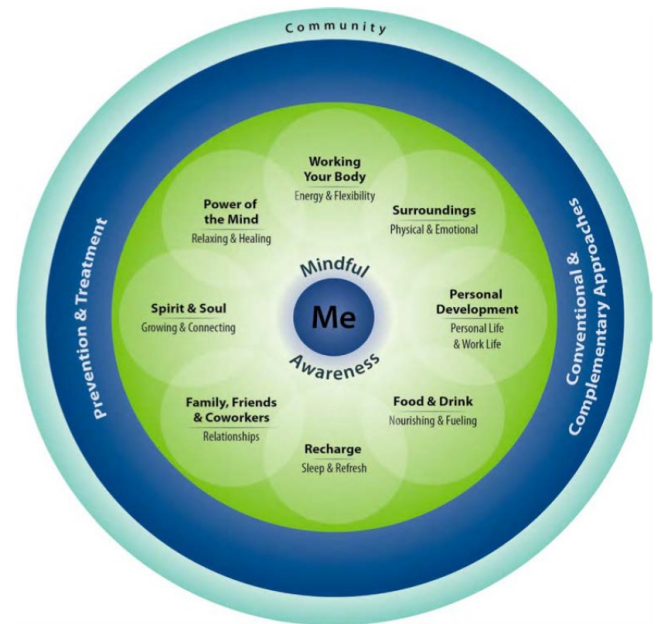 Community
Working
Your Body
Energy & Flexibility
Surroundings
Physical & Emotional
Personal
Development
Personal Life
& Work Life
Food & Drink
Nourishing & Fueling
Recharge
Sleep & Refresh
Family, Friends
& Coworkers
Relationships
Spirit & Soul
Growing & Connecting
Power of
the Mind
Relaxing & Healing
Mindful
Me
Awareness
Prevention & Treatment
Conventional &
Complementary Approaches